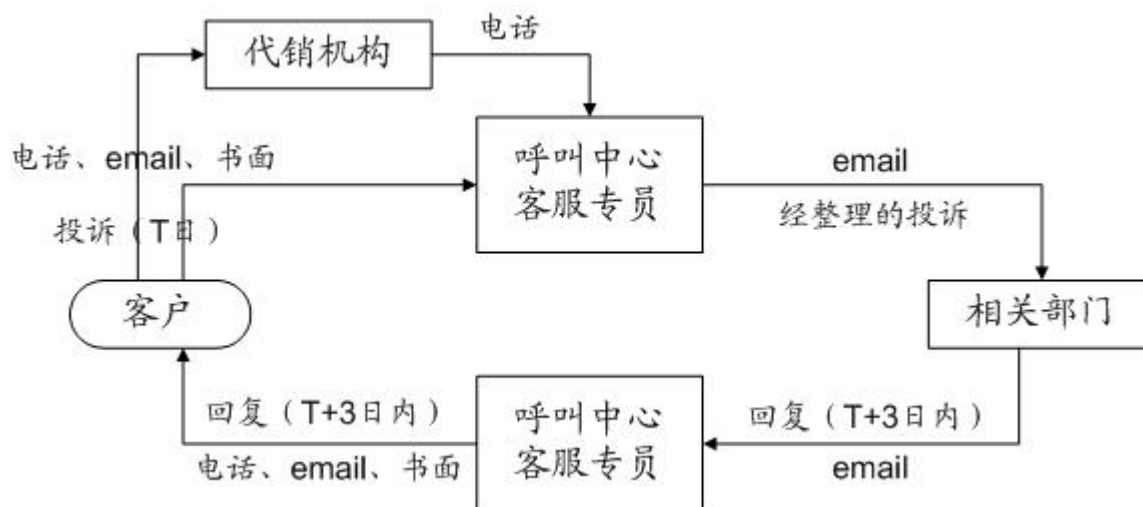 代销机构
电话
电话、email、书面
呼叫中心
客服专员
email
经整理的投诉
投诉（T日）
客户
相关部门
回复（T+3日内）
电话、email、书面
呼叫中心
客服专员
回复（T+3日内）
email